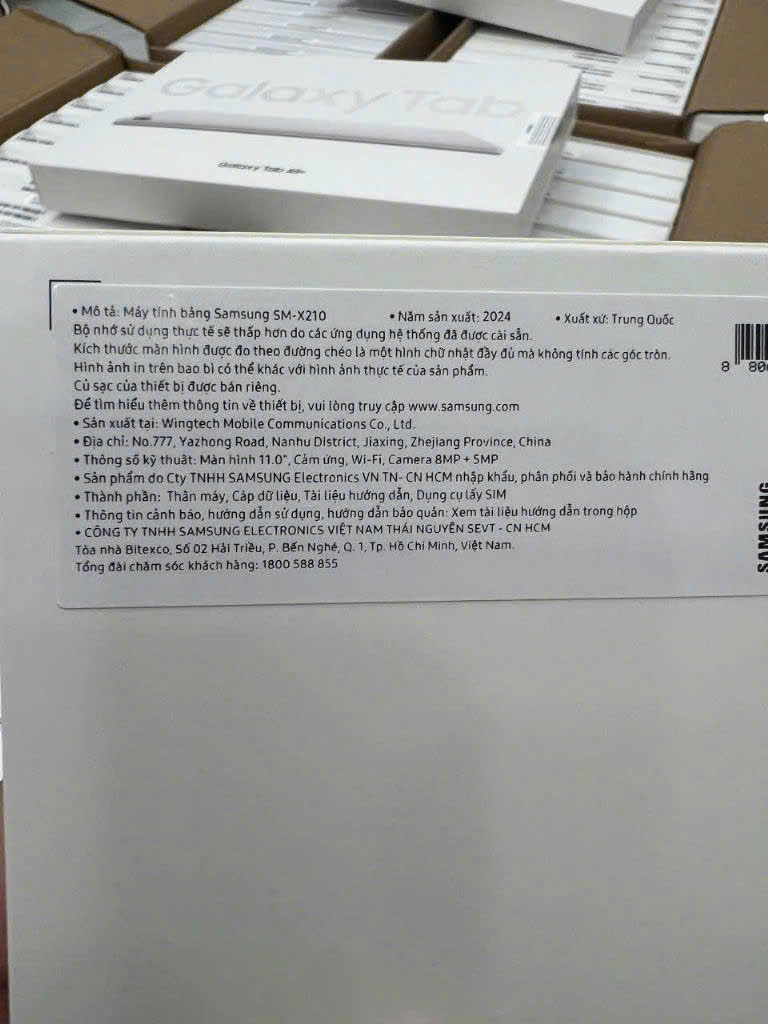 Galaxy Tab
Galaxy Tab A9+
• Mô tả: Máy tính bảng Samsung SM-X210 • Năm sản xuất: 2024 • Xuất xứ: Trung Quốc
Bộ nhớ sử dụng thực tế sẽ thấp hơn do các ứng dụng hệ thống đã được cài sẵn.
Kích thước màn hình được đo theo đường chéo là một hình chữ nhật đầy đủ mà không tính các góc tròn.
Hình ảnh in trên bao bì có thể khác với hình ảnh thực tế của sản phẩm.
Củ sạc của thiết bị được bán riêng.
Để tìm hiểu thêm thông tin về thiết bị, vui lòng truy cập www.samsung.com
• Sản xuất tại: Wingtech Mobile Communications Co., Ltd.
• Địa chỉ: No.777, Yazhong Road, Nanhu District, Jiaxing, Zhejiang Province, China
• Thông số kỹ thuât: Màn hình 11.0", Cảm ứng, Wi-Fi, Camera 8MP + 5MP
• Sản phẩm do Cty TNHH SAMSUNG Electronics VN TN- CN HCM nhập khẩu, phân phối và bảo hành chính hãng
• Thành phần: Thân máy, Cáp dữ liệu, Tài liệu hướng dẫn, Dụng cụ lấy SIM
• Thông tin cảnh báo, hướng dẫn sử dụng, hướng dẫn bảo quản: Xem tài liệu hướng dẫn trong hộp
• CÔNG TY TNHH SAMSUNG ELECTRONICS VIỆT NAM THÁI NGUYÊN SEVT - CN HCM
Tòa nhà Bitexco, Số 02 Hải Triều, P. Bến Nghé, Q. 1, Tp. Hồ Chí Minh, Việt Nam.
Tổng đài chăm sóc khách hàng: 1800 588 855
8 80
SAMSUNG